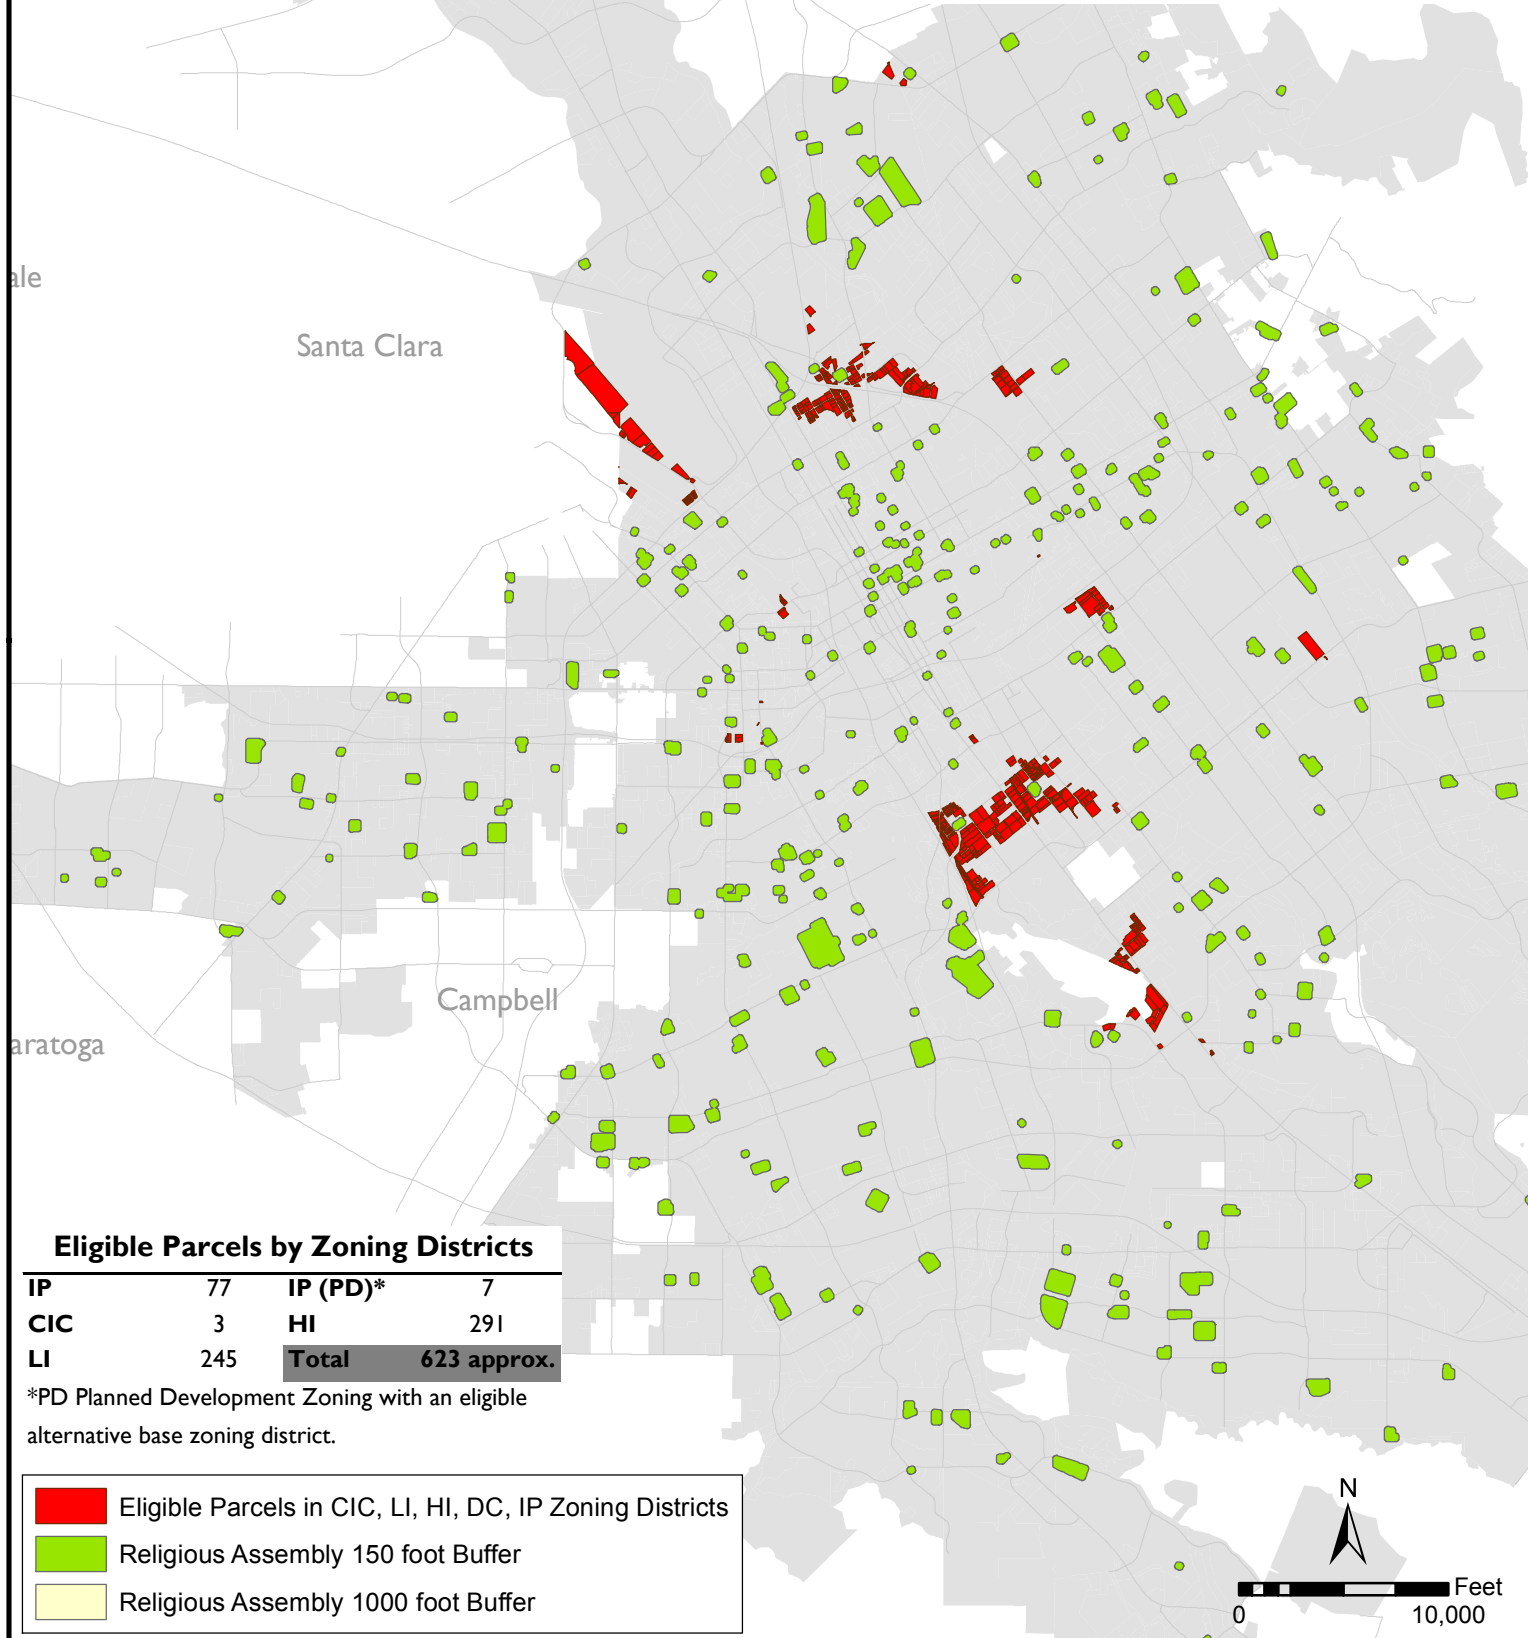 ale
Santa Clara
Campbell
aratoga
Eligible Parcels by Zoning Districts
IP 77 IP (PD)* 7
CIC 3 HI 291
LI 245 Total 623 approx.
*PD Planned Development Zoning with an eligible
alternative base zoning district.
Eligible Parcels in CIC, LI, HI, DC, IP Zoning Districts
Religious Assembly 150 foot Buffer
Religious Assembly 1000 foot Buffer
N
Feet
0 10,000